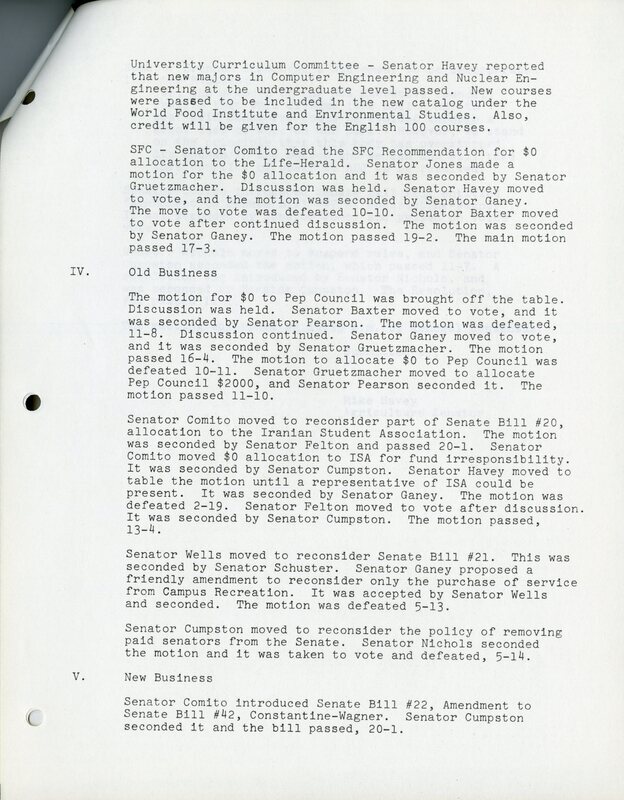 University Curriculum Committee - Senator Havey reported
that new majors in Computer Engineering and Nuclear En-
gineering at the undergraduate level passed. New courses
were passed to be included in the new catalog under the
World Food Institute and Environmental Studies. Also,
credit will be given for the English 100 courses.
SFC - Senator Comito read the SFC Recommendation for $0
allocation to the Life-Herald. Senator Jones made a
motion for the $0 allocation and it was seconded by Senator
Gruetzmacher. Discussion was held. Senator Havey moved
to vote, and the motion was seconded by Senator Ganey.
The move to vote was defeated 10-10. Senator Baxter moved
to vote after continued discussion. The motion was seconded
by Senator Ganey. The motion passed 19-2. The main motion
passed 17-3.
IV. Old Business
The motion for $0 to Pep Council was brought off the table.
Discussion was held. Senator Baxter moved to vote, and it
was seconded by Senator Pearson. The motion was defeated,
11-8. Discussion continued. Senator Ganey moved to vote,
and it was seconded by Senator Gruetzmacher. The motion
passed 16-4. The motion to allocate $0 to Pep Council was
defeated 10-11. Senator Gruetzmacher moved to allocate
Pep Council $2000, and Senator Pearson seconded it. The
motion passed 11-10.
Senator Comito moved to reconsider part of Senate Bill #20,
allocation to the Iranian Student Association. The motion
was seconded by Senator Felton and passed 20-1. Senator
Comito moved $0 allocation to ISA for fund irresponsibility.
It was seconded by Senator Cumpston. Senator Havey moved to
table the motion until a representative of ISA could be
present. It was seconded by Senator Ganey. The motion was
defeated 2-19. Senator Felton moved to vote after discussion.
It was seconded by Senator Cumpston. The motion passed,
13-4.
Senator Wells moved to reconsider Senate Bill #21. This was
seconded by Senator Schuster. Senator Ganey proposed a
friendly amendment to reconsider only the purchase of service
from Campus Recreation. It was accepted by Senator Wells
and seconded. The motion was defeated 5-13.
Senator Cumpston moved to reconsider the policy of removing
paid senators from the Senate. Senator Nichols seconded
the motion and it was taken to vote and defeated, 5-14.
V. New Business
Senator Comito introduced Senate Bill #22, Amendment to
Senate Bill #42, Constantine-Wagner. Senator Cumpston
seconded it and the bill passed, 20-1.